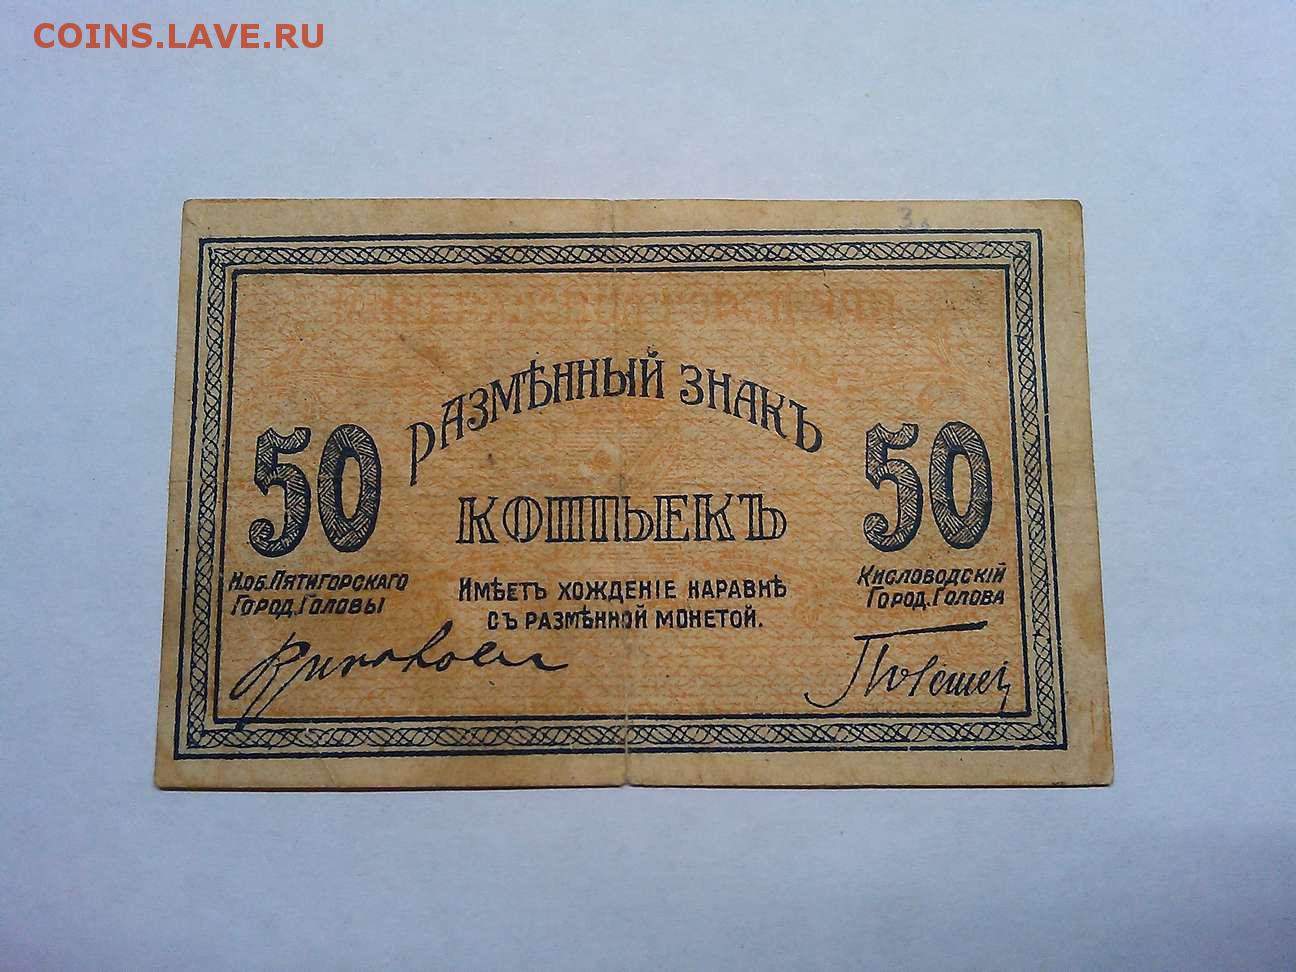 COINS.LAVE.RU
РАЗМѢННЫЙ ЗНАКЪ
50
50
КОПѢЕКЪ
И.об.Пятигорскаго
Город.Головы
Имѣетъ хожденіе наравнѣ
съ размѣнной монетой.
Кисловодскій
Город.Голова